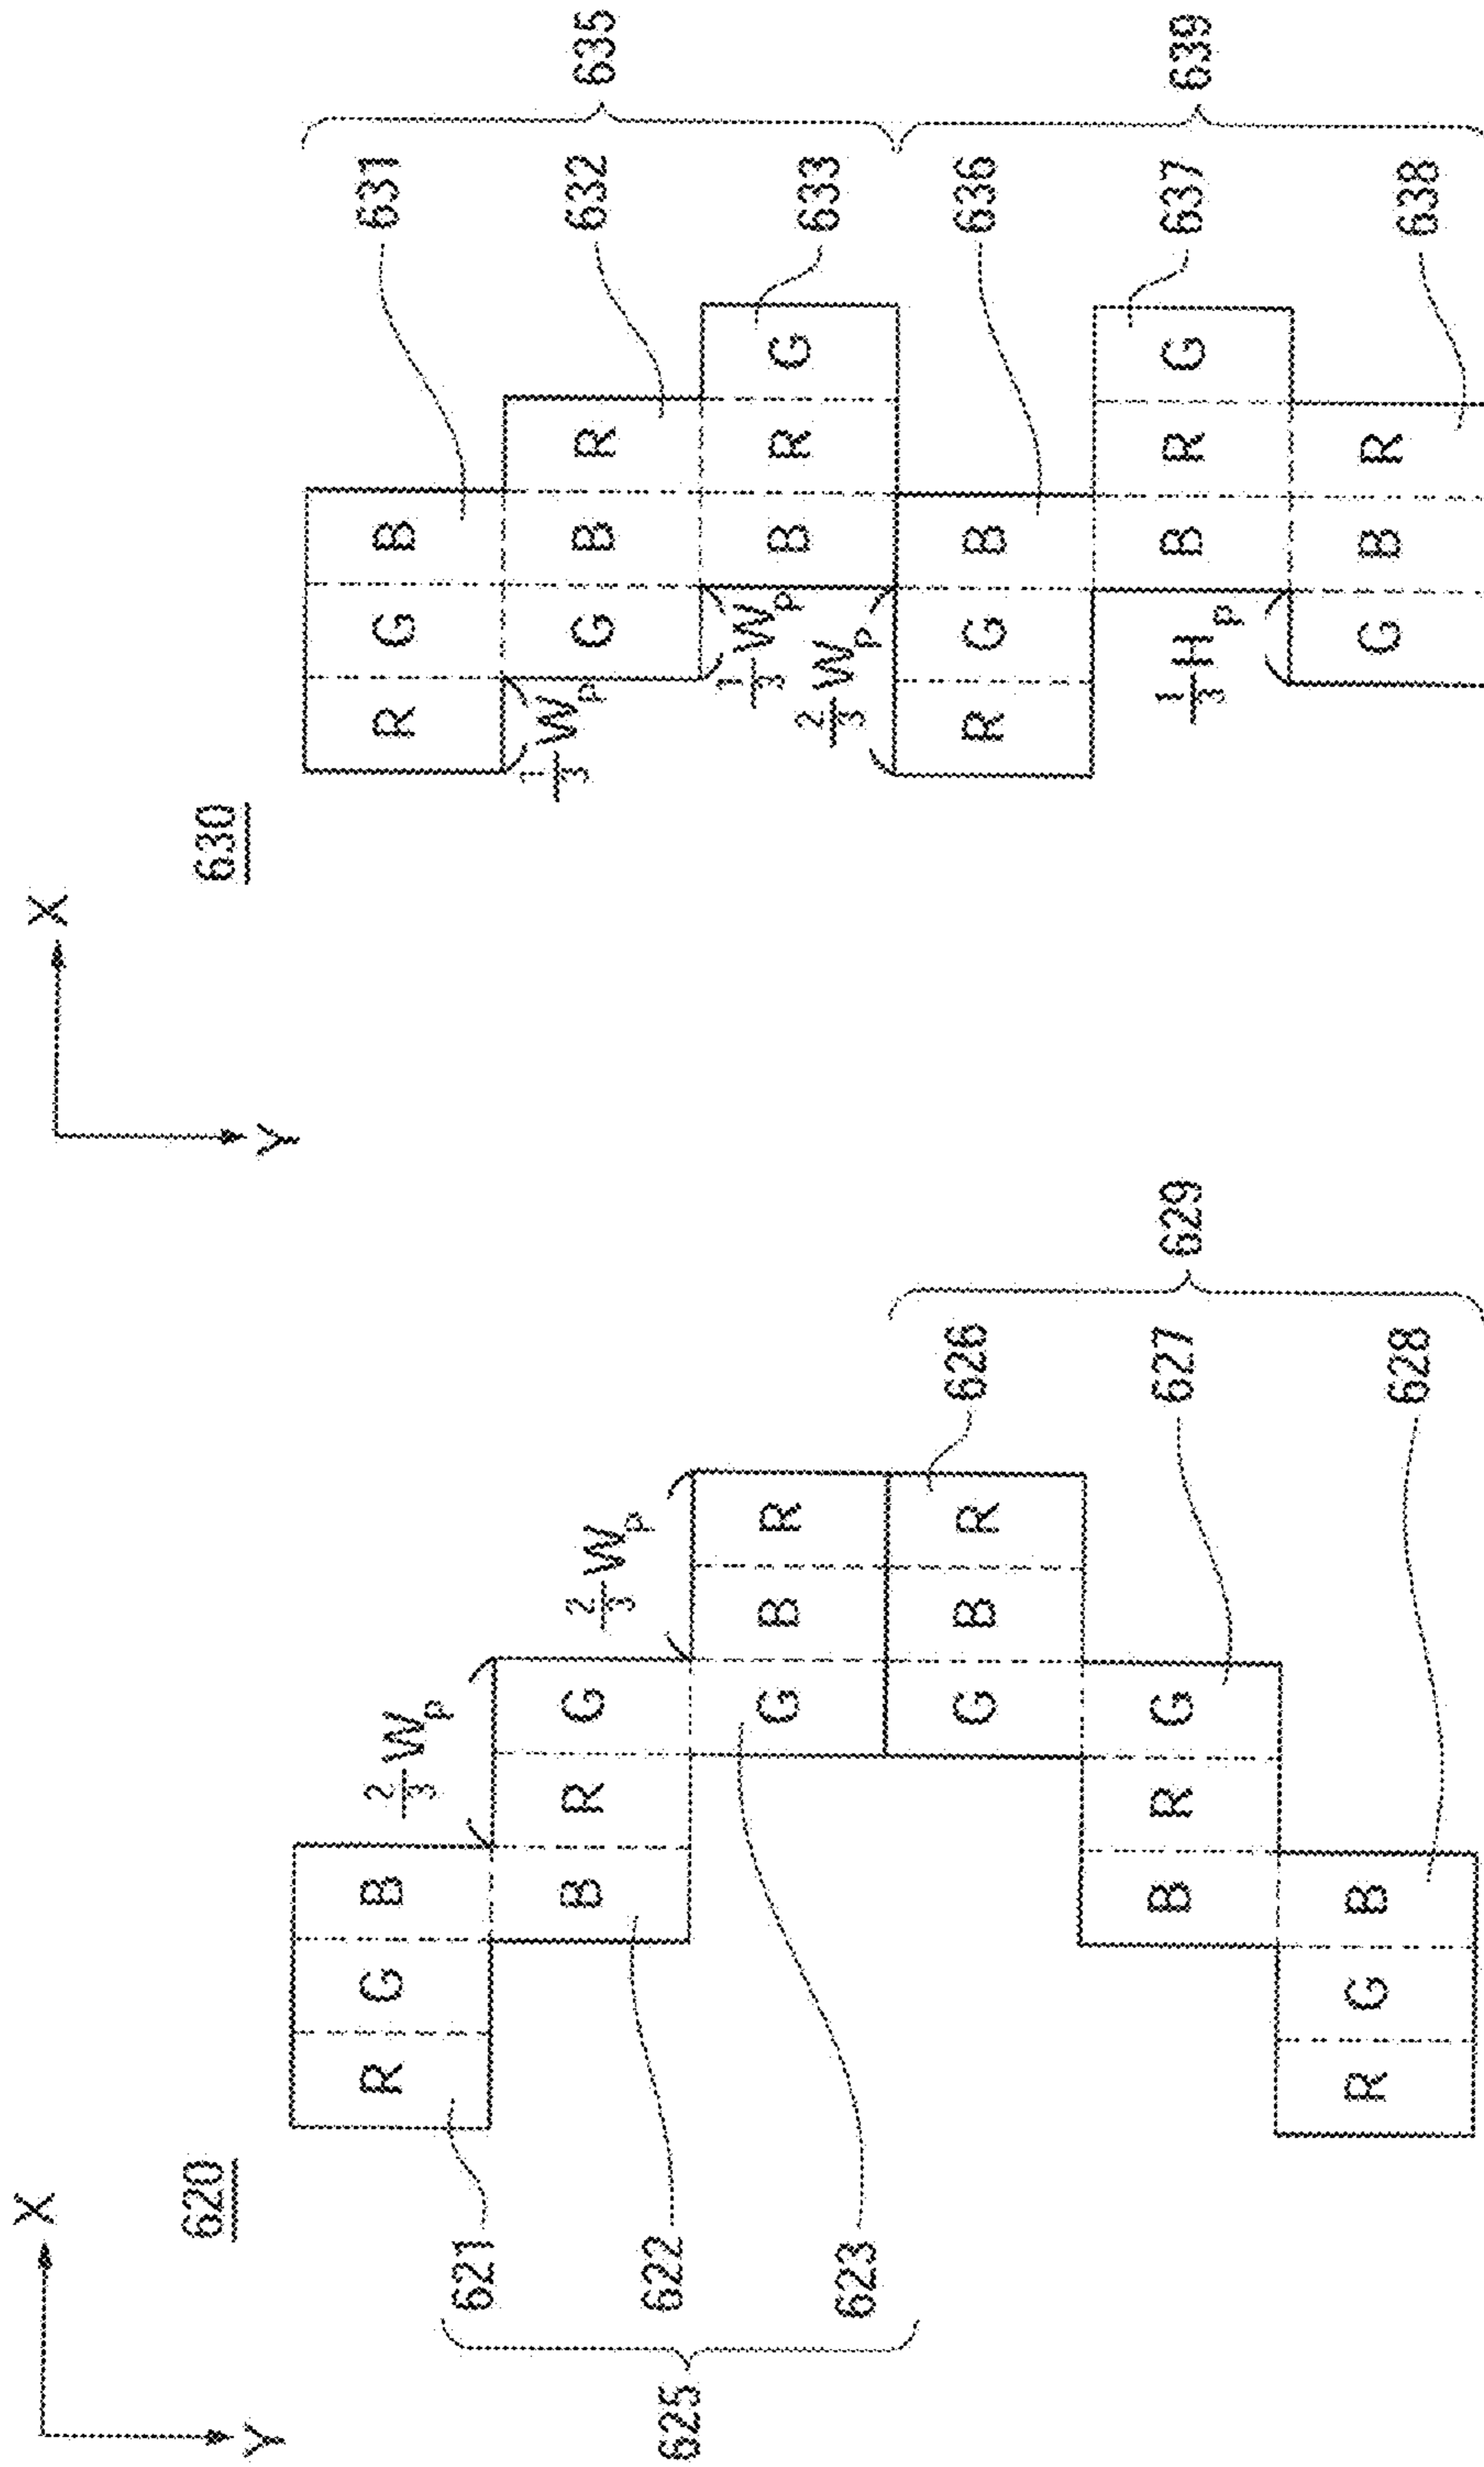 X
Y
620
R G B
2/3 Wp
621
B R G
2/3 Wp
622
G B R
623
625
G B R
626
B R G
627
629
R G B
628
X
Y
630
R G B
631
1/3 Wp
G B R
632
635
1/3 Wp
B R G
633
2/3 Wp
R G B
636
B R G
637
639
1/3 Hp
G B R
638